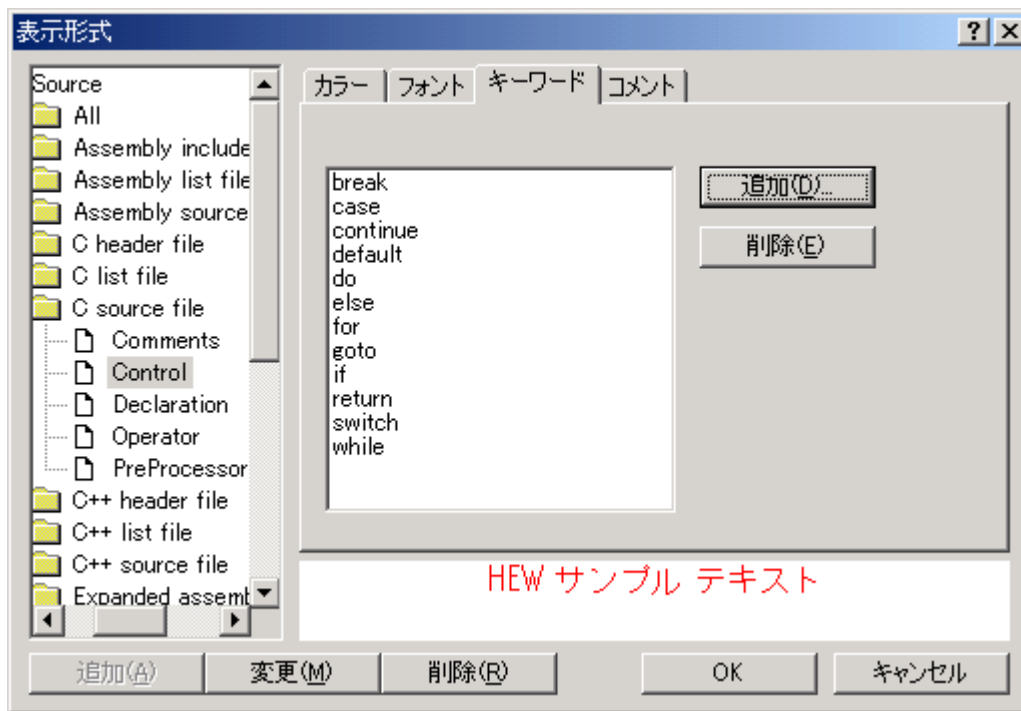 表示形式
Source
All
Assembly include
Assembly list file
Assembly source
C header file
C list file
C source file
Comments
Control
Declaration
Operator
PreProcessor
C++ header file
C++ list file
C++ source file
Expanded assemb
カラー フォント キーワード コメント
break
case
continue
default
do
else
for
goto
if
return
switch
while
追加(D)...
削除(E)
HEW サンプル テキスト
追加(A) 変更(M) 削除(R) OK キャンセル